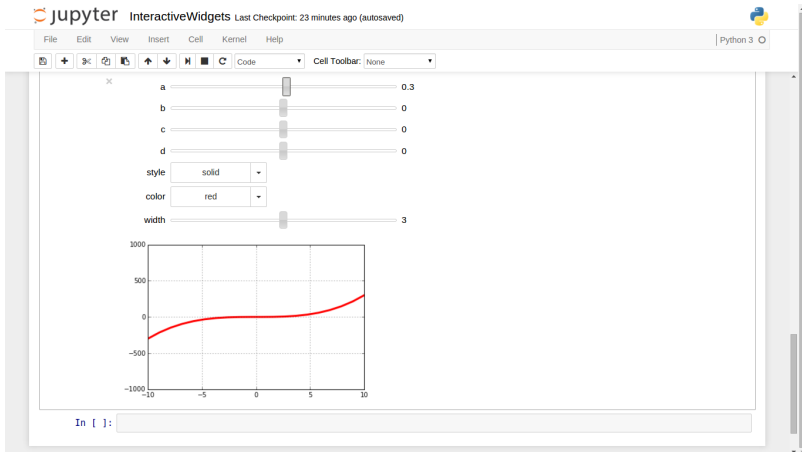 jupyter InteractiveWidgets Last Checkpoint: 23 minutes ago (autosaved)
File Edit View Insert Cell Kernel Help Python 3
Code Cell Toolbar: None
× a 0.3
b 0
c 0
d 0
style solid
color red
width 3
1000
500
0
−500
−1000
−10 −5 0 5 10
In [ ]: